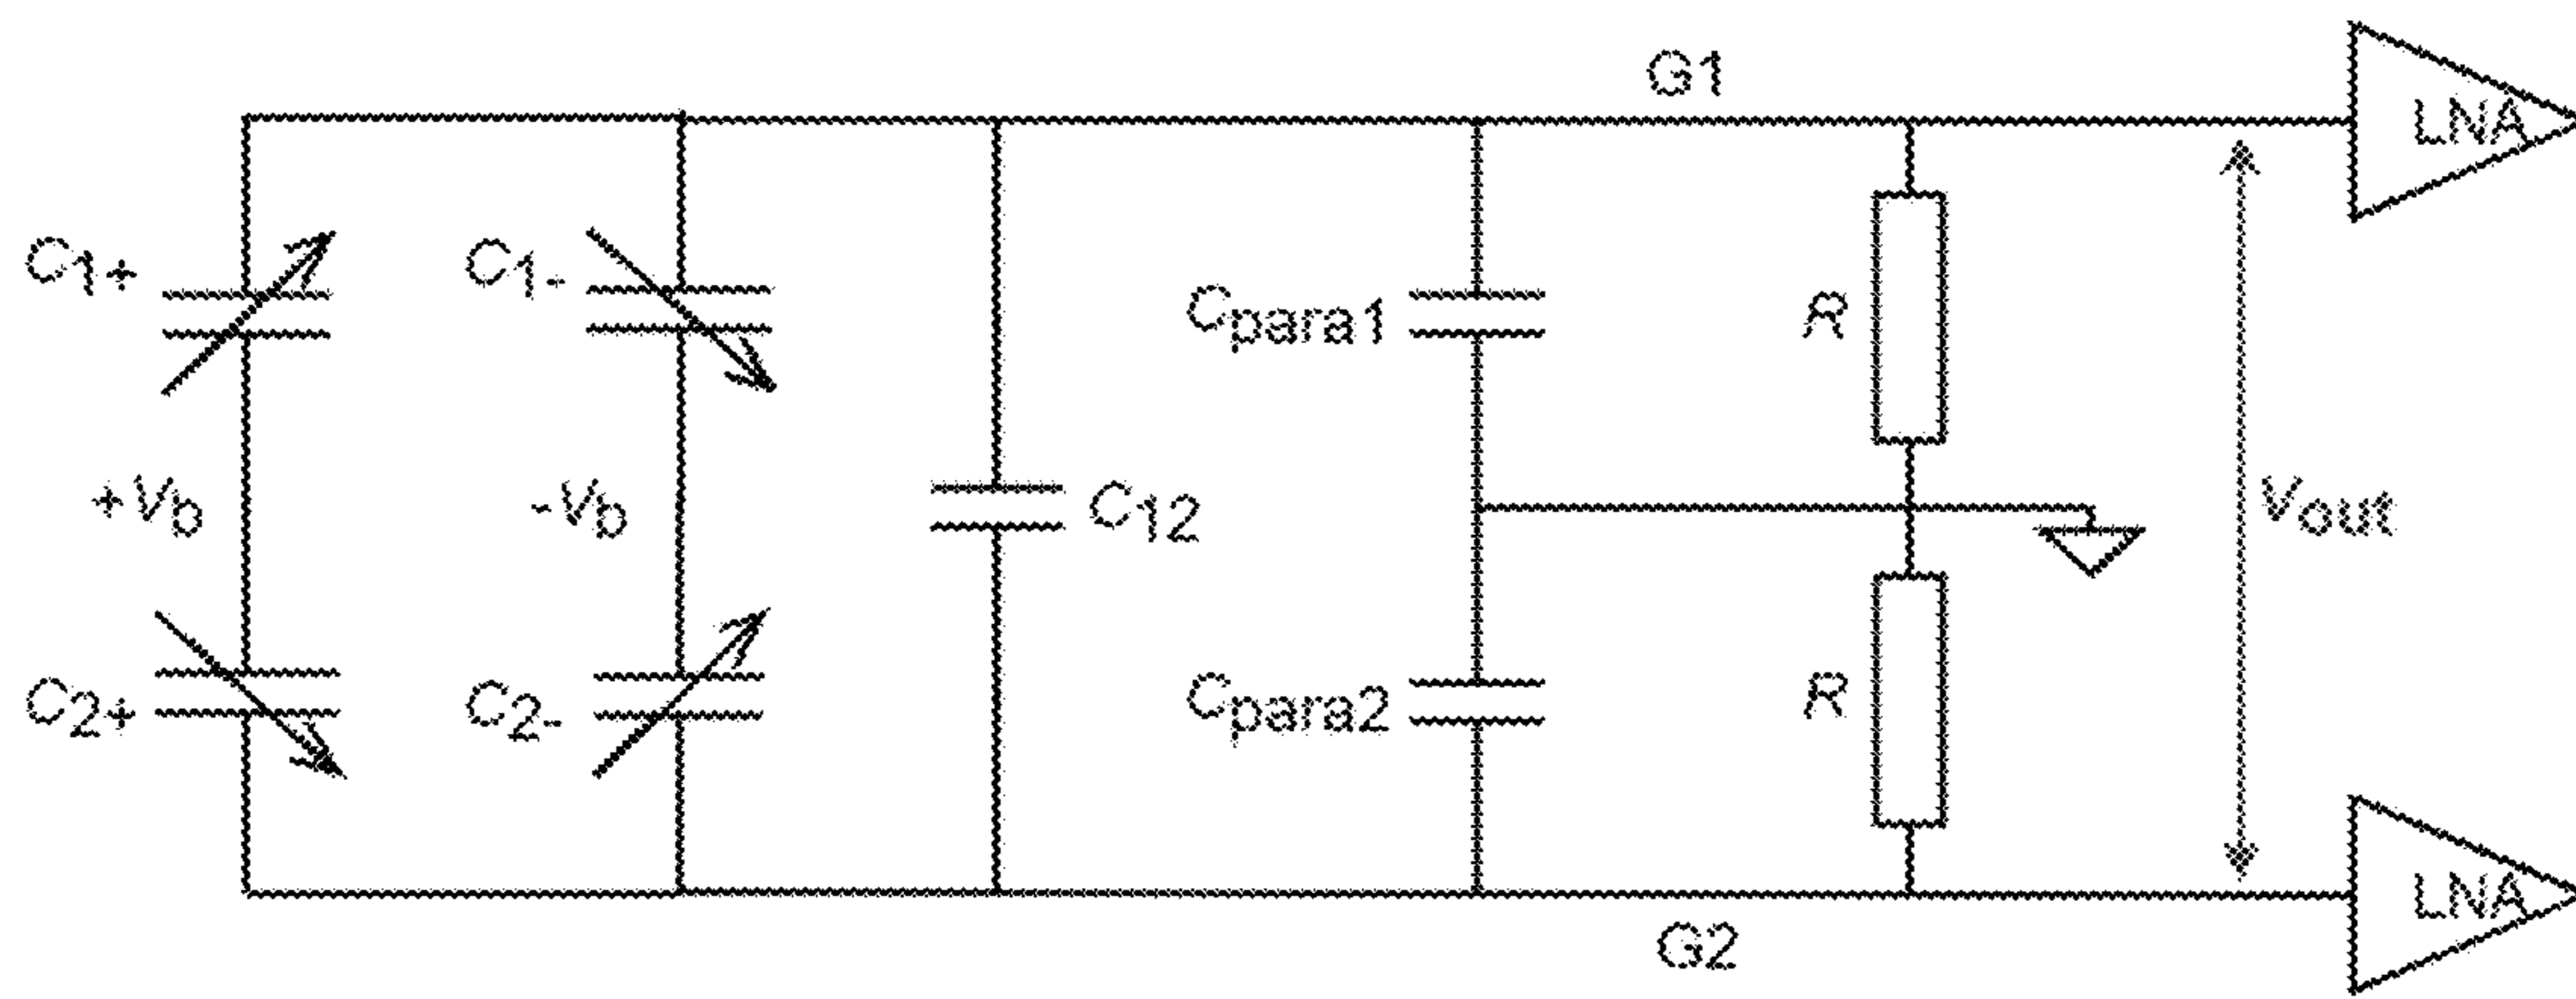 G1
LNA
C1+
C1-
Cpara1
R
+Vb
-Vb
C12
Vout
C2+
C2-
Cpara2
R
LNA
G2